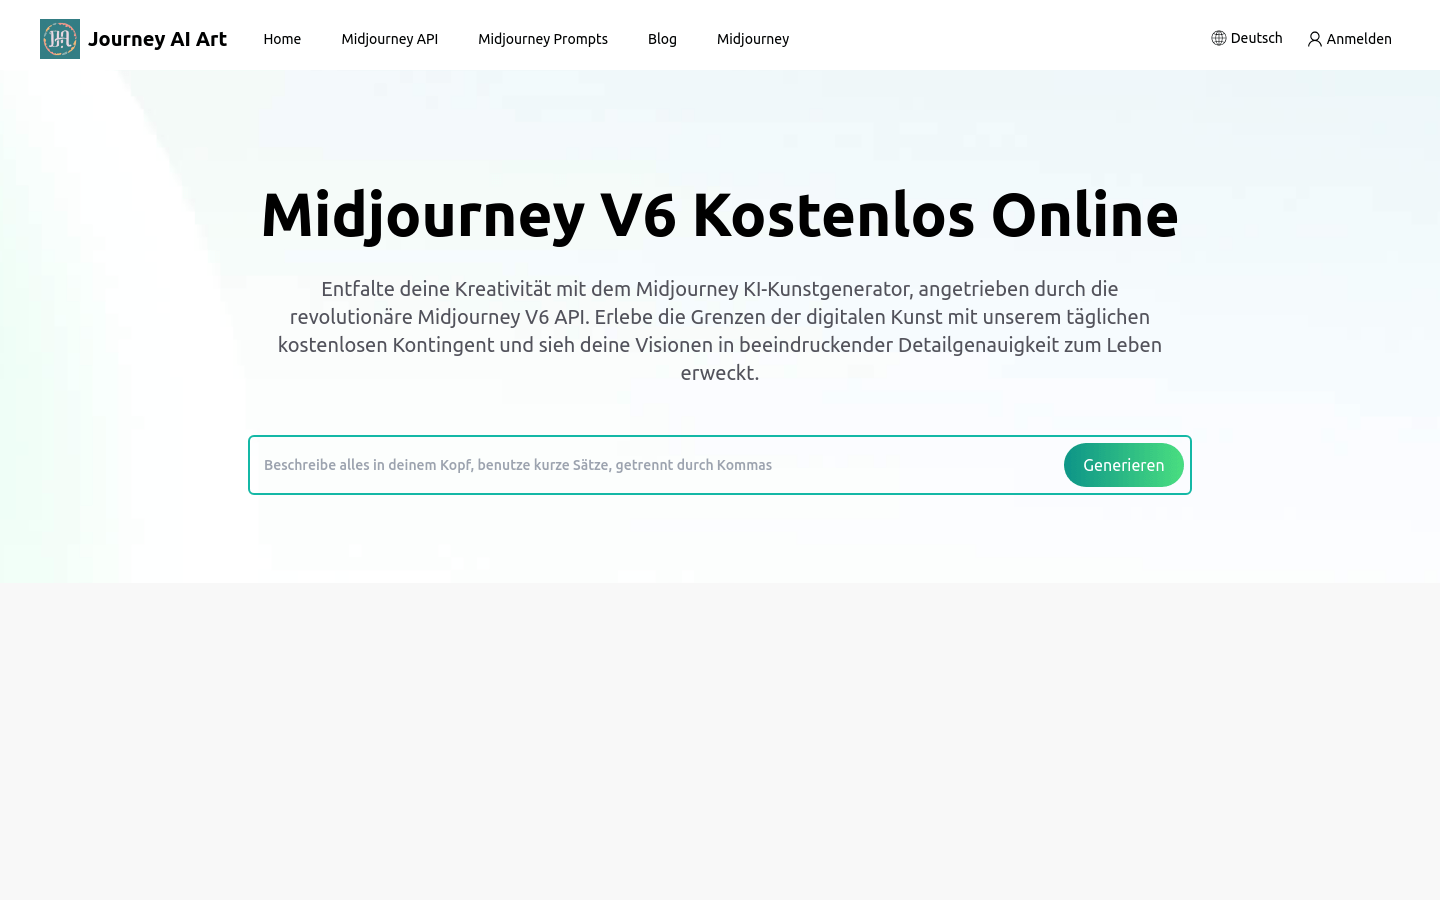 Journey AI Art
Home
Midjourney API
Midjourney Prompts
Blog
Midjourney
Deutsch
Anmelden
Midjourney V6 Kostenlos Online
Entfalte deine Kreativität mit dem Midjourney KI-Kunstgenerator, angetrieben durch die
revolutionäre Midjourney V6 API. Erlebe die Grenzen der digitalen Kunst mit unserem täglichen
kostenlosen Kontingent und sieh deine Visionen in beeindruckender Detailgenauigkeit zum Leben
erweckt.
Beschreibe alles in deinem Kopf, benutze kurze Sätze, getrennt durch Kommas
Generieren